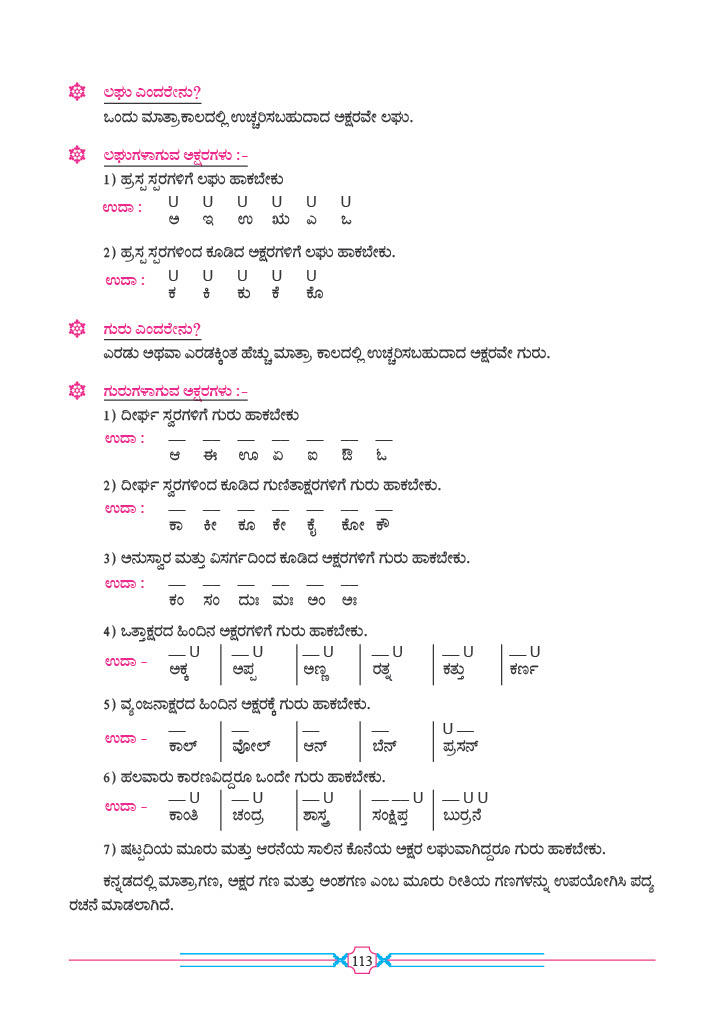 ಲಘು ಎಂದರೇನು?
ಒಂದು ಮಾತ್ರಾಕಾಲದಲ್ಲಿ ಉಚ್ಚರಿಸಬಹುದಾದ ಅಕ್ಷರವೇ ಲಘು.
ಲಘುಗಳಾಗುವ ಅಕ್ಷರಗಳು :-
1) ಹ್ರಸ್ವ ಸ್ವರಗಳಿಗೆ ಲಘು ಹಾಕಬೇಕು
U U U U U U
ಉದಾ : ಅ ಇ ಉ ಋ ಎ ಒ
2) ಹ್ರಸ್ವ ಸ್ವರಗಳಿಂದ ಕೂಡಿದ ಅಕ್ಷರಗಳಿಗೆ ಲಘು ಹಾಕಬೇಕು.
U U U U U
ಉದಾ : ಕ ಕಿ ಕು ಕೆ ಕೊ
ಗುರು ಎಂದರೇನು?
ಎರಡು ಅಥವಾ ಎರಡಕ್ಕಿಂತ ಹೆಚ್ಚು ಮಾತ್ರಾ ಕಾಲದಲ್ಲಿ ಉಚ್ಚರಿಸಬಹುದಾದ ಅಕ್ಷರವೇ ಗುರು.
ಗುರುಗಳಾಗುವ ಅಕ್ಷರಗಳು :-
1) ದೀರ್ಘ ಸ್ವರಗಳಿಗೆ ಗುರು ಹಾಕಬೇಕು
ಉದಾ : — — — — — — —
ಆ ಈ ಊ ಏ ಐ ಔ ಓ
2) ದೀರ್ಘ ಸ್ವರಗಳಿಂದ ಕೂಡಿದ ಗುಣಿತಾಕ್ಷರಗಳಿಗೆ ಗುರು ಹಾಕಬೇಕು.
ಉದಾ : — — — — — — —
ಕಾ ಕೀ ಕೂ ಕೇ ಕೈ ಕೋ ಕೌ
3) ಅನುಸ್ವಾರ ಮತ್ತು ವಿಸರ್ಗದಿಂದ ಕೂಡಿದ ಅಕ್ಷರಗಳಿಗೆ ಗುರು ಹಾಕಬೇಕು.
ಉದಾ : — — — — — —
ಕಂ ಸಂ ದುಃ ಮಃ ಅಂ ಅಃ
4) ಒತ್ತಾಕ್ಷರದ ಹಿಂದಿನ ಅಕ್ಷರಗಳಿಗೆ ಗುರು ಹಾಕಬೇಕು.
— U — U — U — U — U — U
ಉದಾ - ಅಕ್ಕ ಅಪ್ಪ ಅಣ್ಣ ರತ್ನ ಕತ್ತು ಕರ್ಣ
5) ವ್ಯಂಜನಾಕ್ಷರದ ಹಿಂದಿನ ಅಕ್ಷರಕ್ಕೆ ಗುರು ಹಾಕಬೇಕು.
— — — — U —
ಉದಾ - ಕಾಲ್ ವೋಲ್ ಆನ್ ಬೆನ್ ಪ್ರಸನ್
6) ಹಲವಾರು ಕಾರಣವಿದ್ದರೂ ಒಂದೇ ಗುರು ಹಾಕಬೇಕು.
— U — U — U — — U — U U
ಉದಾ - ಕಾಂತಿ ಚಂದ್ರ ಶಾಸ್ತ್ರ ಸಂಕ್ಷಿಪ್ತ ಬುರ್ರನೆ
7) ಷಟ್ಪದಿಯ ಮೂರು ಮತ್ತು ಆರನೆಯ ಸಾಲಿನ ಕೊನೆಯ ಅಕ್ಷರ ಲಘುವಾಗಿದ್ದರೂ ಗುರು ಹಾಕಬೇಕು.
ಕನ್ನಡದಲ್ಲಿ ಮಾತ್ರಾಗಣ, ಅಕ್ಷರ ಗಣ ಮತ್ತು ಅಂಶಗಣ ಎಂಬ ಮೂರು ರೀತಿಯ ಗಣಗಳನ್ನು ಉಪಯೋಗಿಸಿ ಪದ್ಯ
ರಚನೆ ಮಾಡಲಾಗಿದೆ.
113